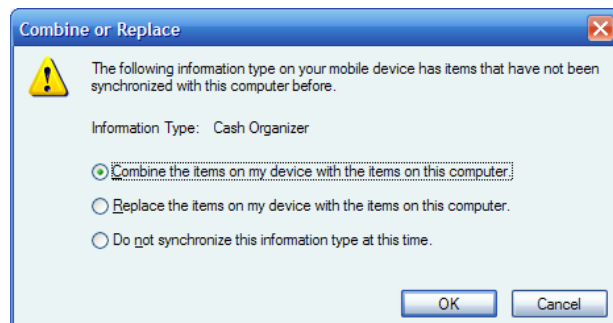 Combine or Replace
The following information type on your mobile device has items that have not been
synchronized with this computer before.
Information Type: Cash Organizer
Combine the items on my device with the items on this computer.
Replace the items on my device with the items on this computer.
Do not synchronize this information type at this time.
OK Cancel